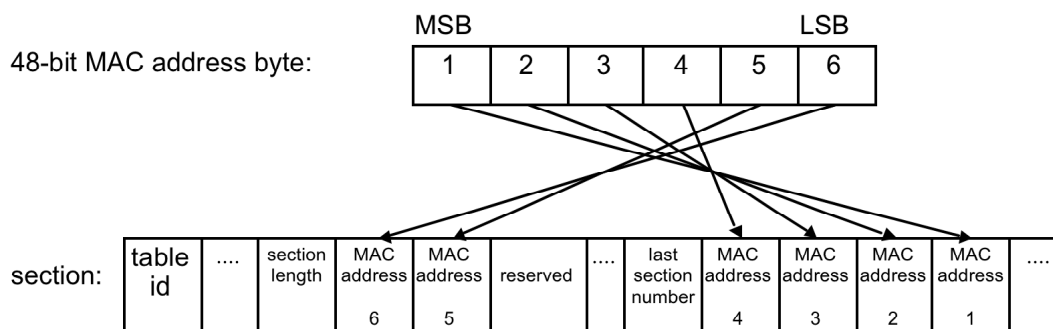 MSB LSB
48-bit MAC address byte: 1 2 3 4 5 6
section:
table
id
....
section
length
MAC
address
6
MAC
address
5
reserved
....
last
section
number
MAC
address
4
MAC
address
3
MAC
address
2
MAC
address
1
....